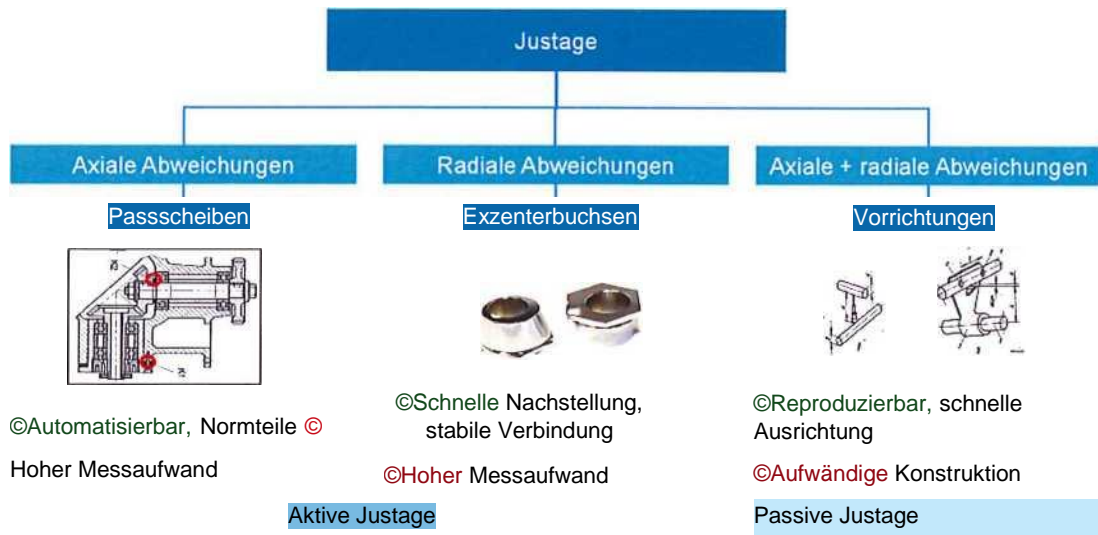 Justage
Axiale Abweichungen
Radiale Abweichungen
Axiale + radiale Abweichungen
Passscheiben
Exzenterbuchsen
Vorrichtungen
©Automatisierbar, Normteile ©
Hoher Messaufwand
©Schnelle Nachstellung,
stabile Verbindung
©Hoher Messaufwand
©Reproduzierbar, schnelle
Ausrichtung
©Aufwändige Konstruktion
Aktive Justage
Passive Justage